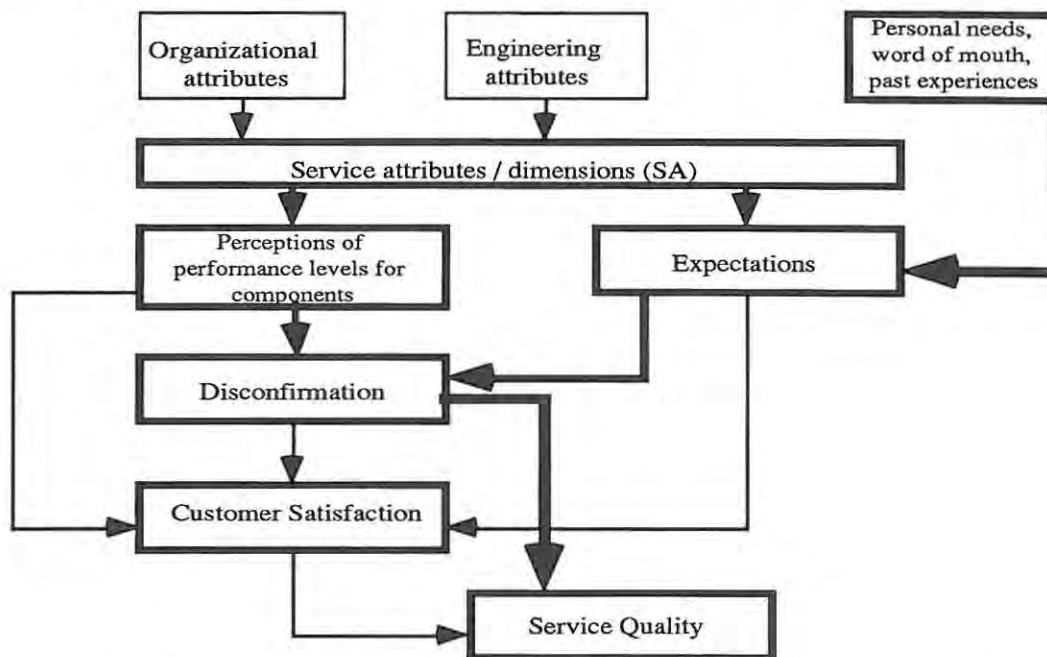 Organizational
attributes
Engineering
attributes
Personal needs,
word of mouth,
past experiences
Service attributes / dimensions (SA)
Perceptions of
performance levels for
components
Expectations
Disconfirmation
Customer Satisfaction
Service Quality